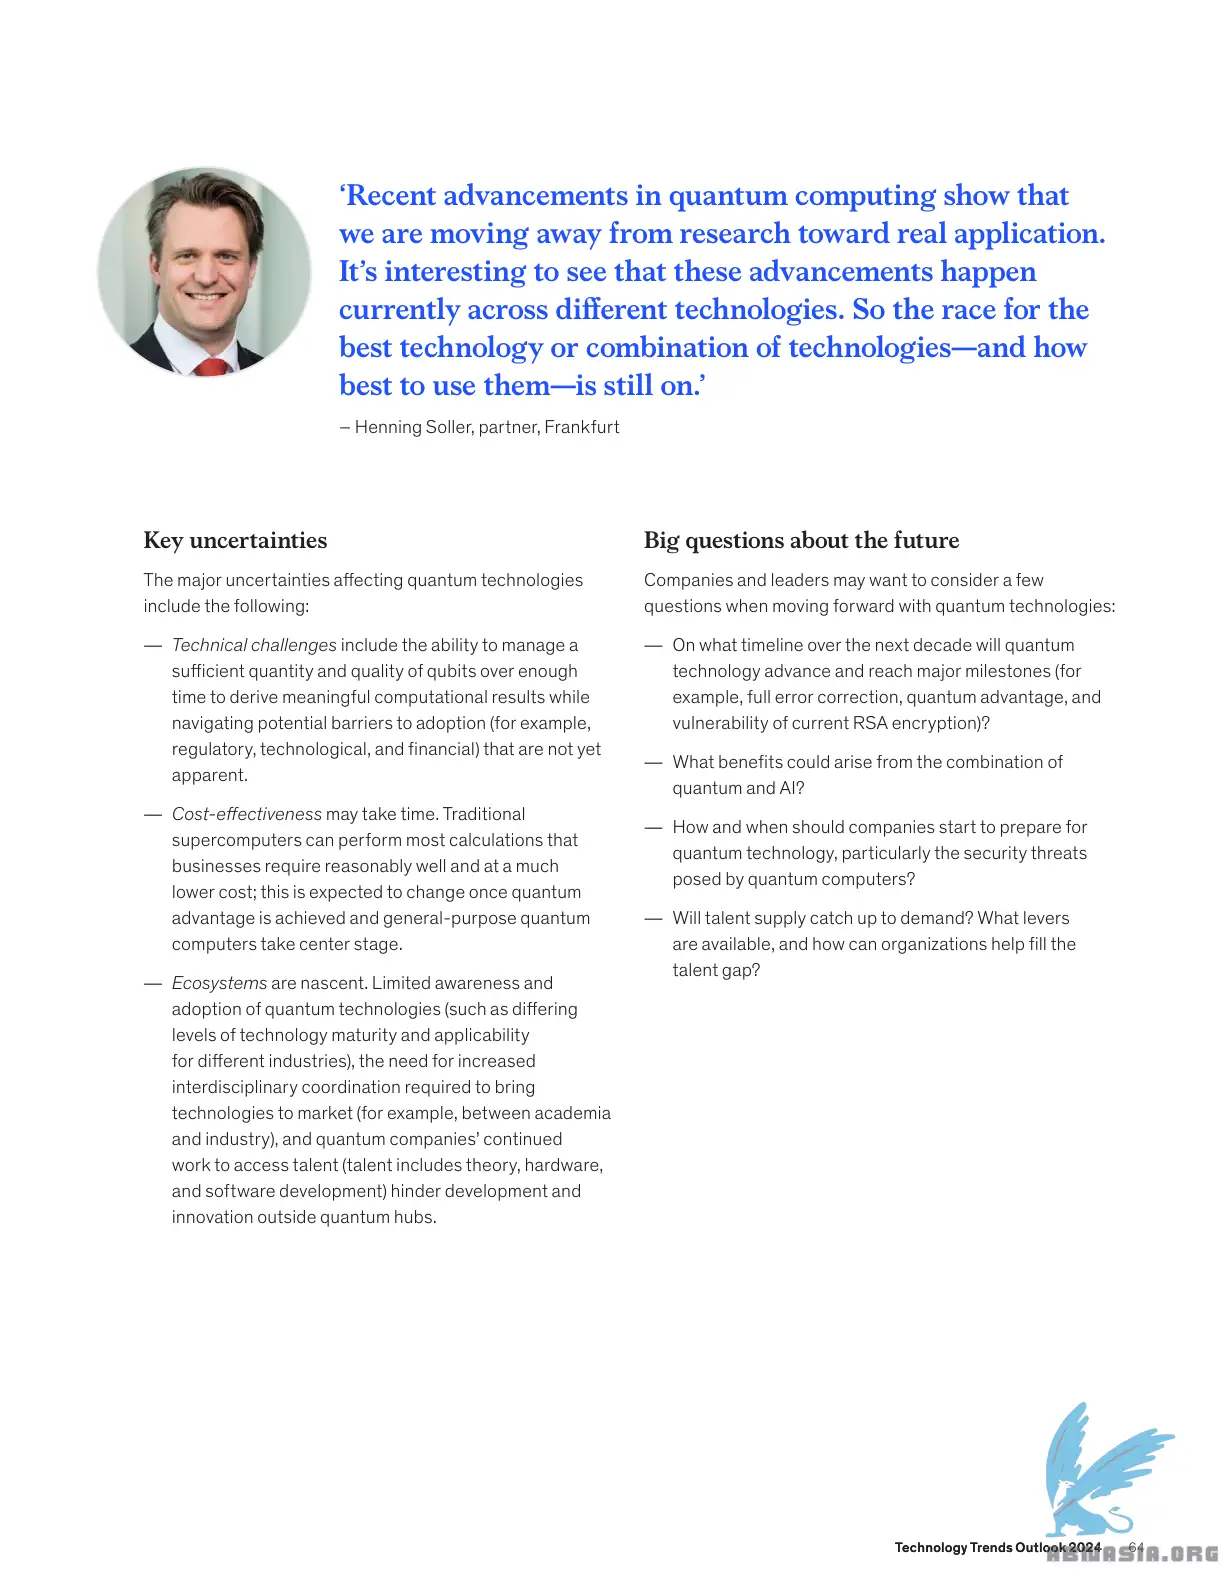 ‘Recent advancements in quantum computing show that
we are moving away from research toward real application.
It’s interesting to see that these advancements happen
currently across different technologies. So the race for the
best technology or combination of technologies—and how
best to use them—is still on.’
– Henning Soller, partner, Frankfurt
Key uncertainties
The major uncertainties affecting quantum technologies
include the following:
— Technical challenges include the ability to manage a
sufficient quantity and quality of qubits over enough
time to derive meaningful computational results while
navigating potential barriers to adoption (for example,
regulatory, technological, and financial) that are not yet
apparent.
— Cost-effectiveness may take time. Traditional
supercomputers can perform most calculations that
businesses require reasonably well and at a much
lower cost; this is expected to change once quantum
advantage is achieved and general-purpose quantum
computers take center stage.
— Ecosystems are nascent. Limited awareness and
adoption of quantum technologies (such as differing
levels of technology maturity and applicability
for different industries), the need for increased
interdisciplinary coordination required to bring
technologies to market (for example, between academia
and industry), and quantum companies’ continued
work to access talent (talent includes theory, hardware,
and software development) hinder development and
innovation outside quantum hubs.
Big questions about the future
Companies and leaders may want to consider a few
questions when moving forward with quantum technologies:
— On what timeline over the next decade will quantum
technology advance and reach major milestones (for
example, full error correction, quantum advantage, and
vulnerability of current RSA encryption)?
— What benefits could arise from the combination of
quantum and AI?
— How and when should companies start to prepare for
quantum technology, particularly the security threats
posed by quantum computers?
— Will talent supply catch up to demand? What levers
are available, and how can organizations help fill the
talent gap?
Technology Trends Outlook 2024 64
ABNASIA.ORG